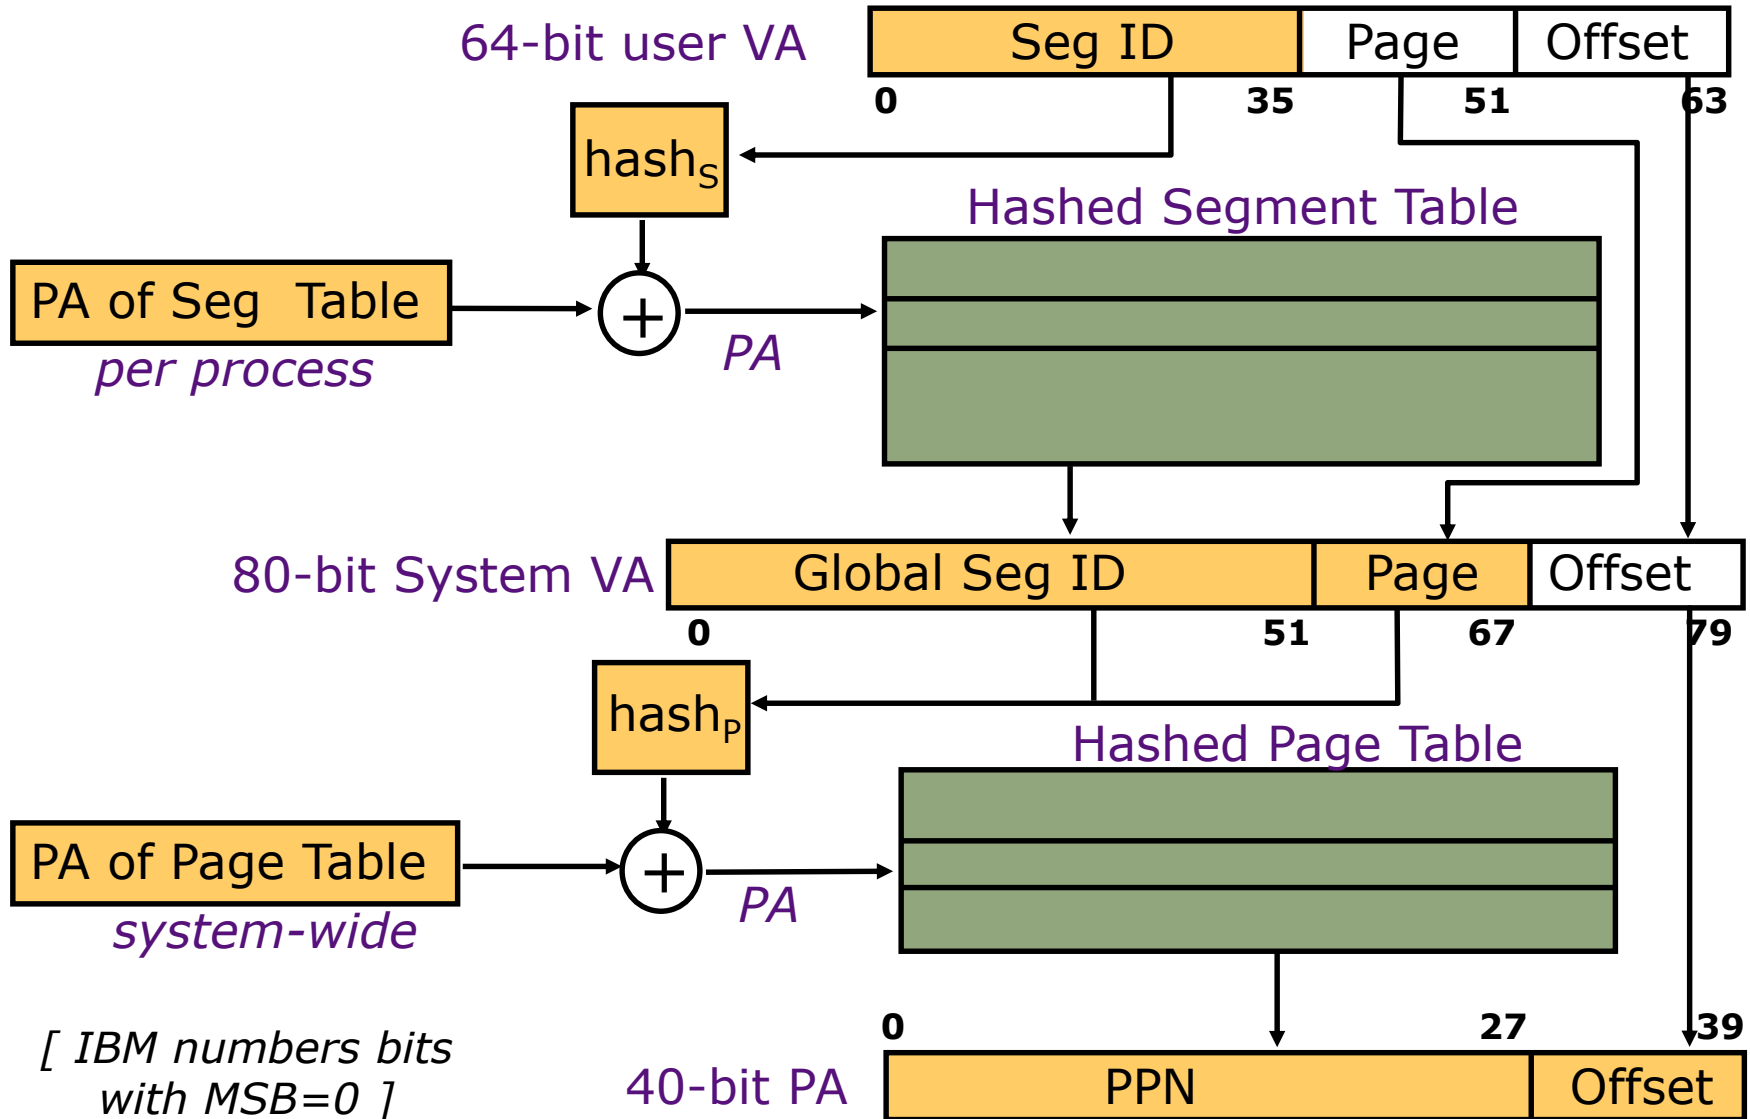 64-bit user VA
Seg ID Page Offset
0 35 51 63
hashS
Hashed Segment Table
PA of Seg Table
+
PA
per process
80-bit System VA
Global Seg ID Page Offset
0 51 67 79
hashP
Hashed Page Table
PA of Page Table
+
PA
system-wide
0 27 39
[ IBM numbers bits
with MSB=0 ]
40-bit PA
PPN Offset